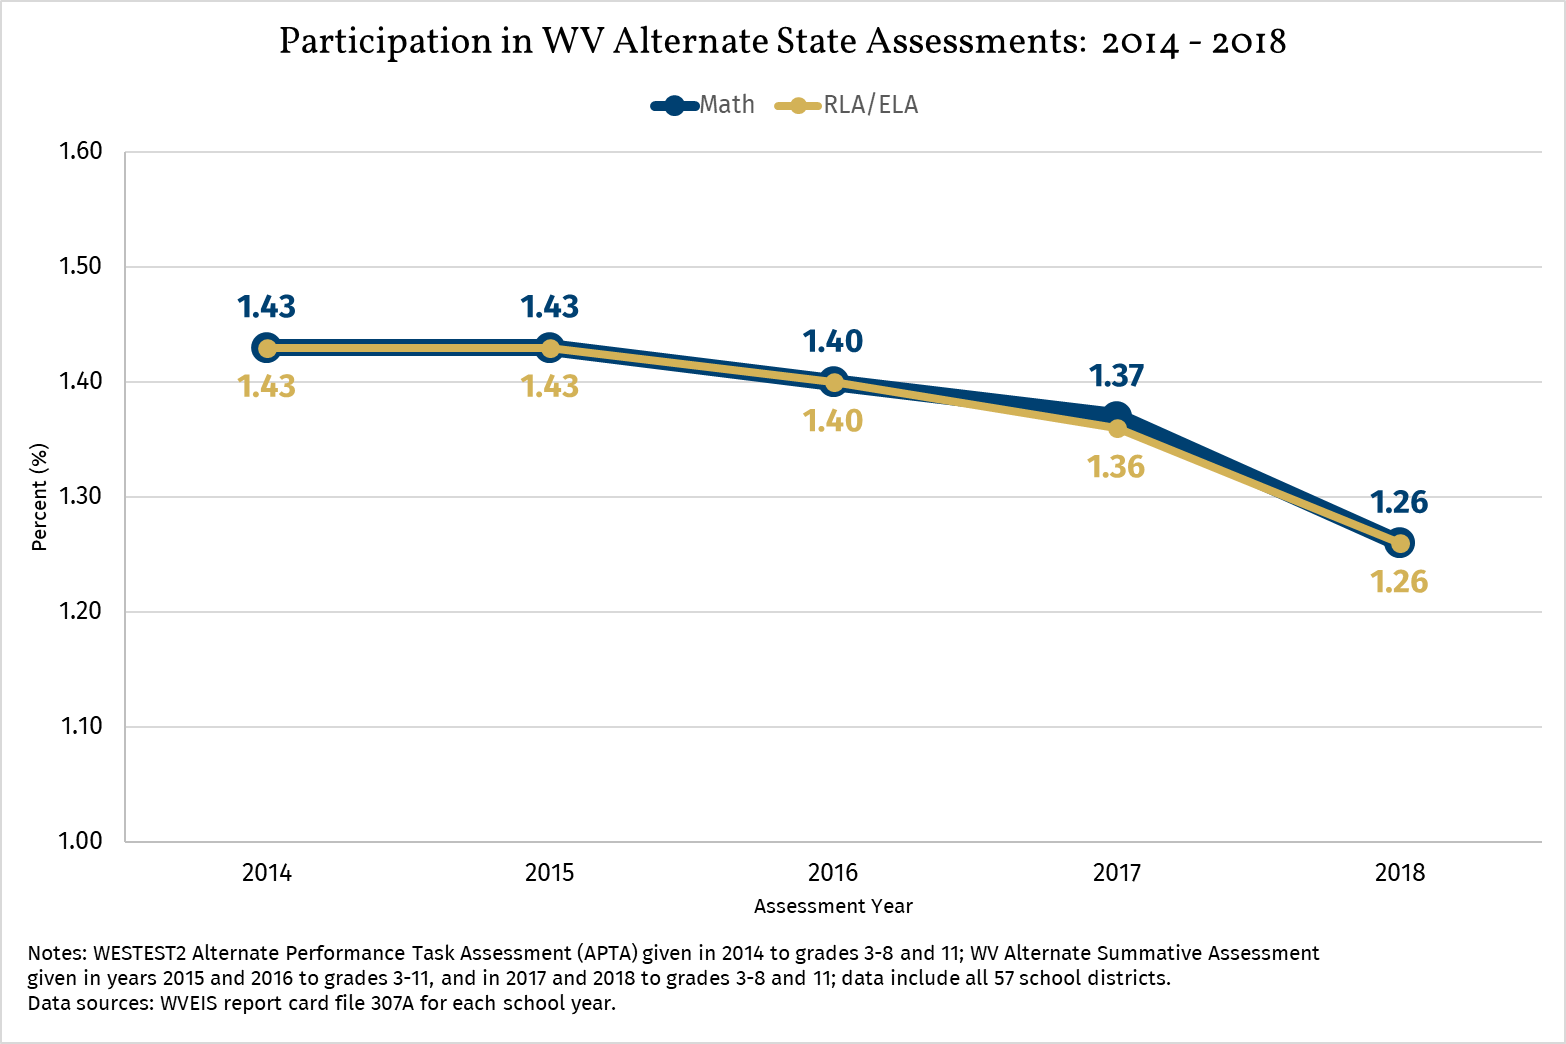 Participation in WV Alternate State Assessments:  2014 - 2018
Math RLA/ELA
1.60
1.50
1.40
1.30
1.20
1.10
1.00
Percent (%)
1.43 1.43 1.40 1.37 1.26
1.43 1.43 1.40 1.36 1.26
2014 2015 2016 2017 2018
Assessment Year
Notes: WESTEST2 Alternate Performance Task Assessment (APTA) given in 2014 to grades 3-8 and 11; WV Alternate Summative Assessment
given in years 2015 and 2016 to grades 3-11, and in 2017 and 2018 to grades 3-8 and 11; data include all 57 school districts.
Data sources: WVEIS report card file 307A for each school year.